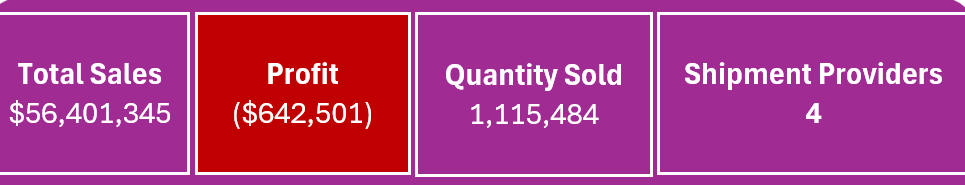 Total Sales
$56,401,345
Profit
($642,501)
Quantity Sold
1,115,484
Shipment Providers
4